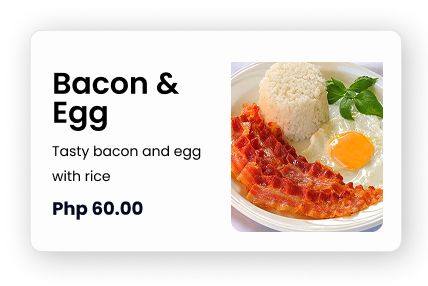 Bacon &
Egg
Tasty bacon and egg
with rice
Php 60.00